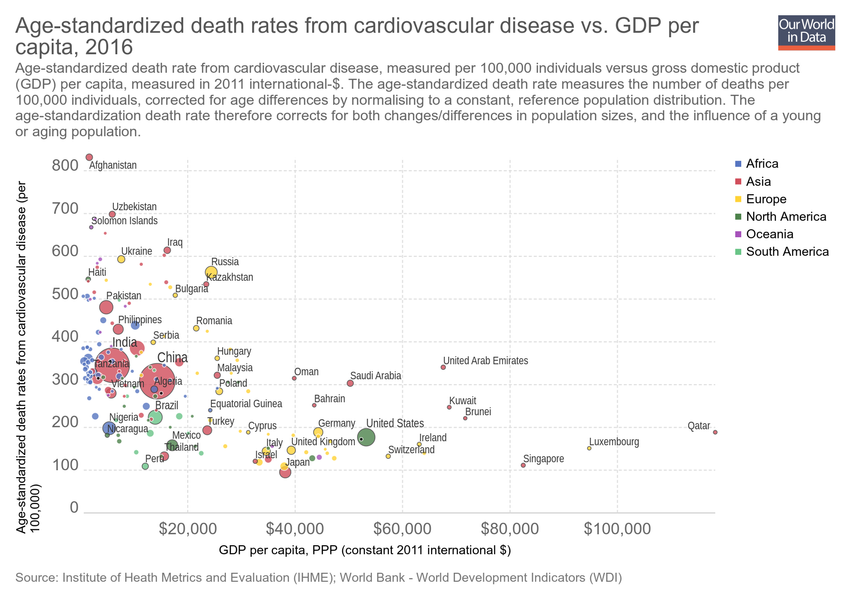 Age-standardized death rates from cardiovascular disease vs. GDP per
capita, 2016
Our World
in Data
Age-standardized death rate from cardiovascular disease, measured per 100,000 individuals versus gross domestic product
(GDP) per capita, measured in 2011 international-$. The age-standardized death rate measures the number of deaths per
100,000 individuals, corrected for age differences by normalising to a constant, reference population distribution. The
age-standardization death rate therefore corrects for both changes/differences in population sizes, and the influence of a young
or aging population.
Age-standardized death rates from cardiovascular disease (per
100,000)
800
700
600
500
400
300
200
100
0
Afghanistan
Uzbekistan
Solomon Islands
Iraq
Ukraine
Russia
Haiti
Kazakhstan
Bulgaria
Pakistan
Philippines
Romania
Serbia
India
Hungary
China
United Arab Emirates
Tanzania
Malaysia
Oman
Saudi Arabia
Vietnam
Algeria
Poland
Brazil
Equatorial Guinea
Bahrain
Kuwait
Brunei
Nigeria
Nicaragua
Turkey
Cyprus
Germany
United States
Qatar
Mexico
Thailand
Italy
United Kingdom
Ireland
Luxembourg
Peru
Israel
Japan
Switzerland
Singapore
$20,000
$40,000
$60,000
$80,000
$100,000
GDP per capita, PPP (constant 2011 international $)
Africa
Asia
Europe
North America
Oceania
South America
Source: Institute of Heath Metrics and Evaluation (IHME); World Bank - World Development Indicators (WDI)